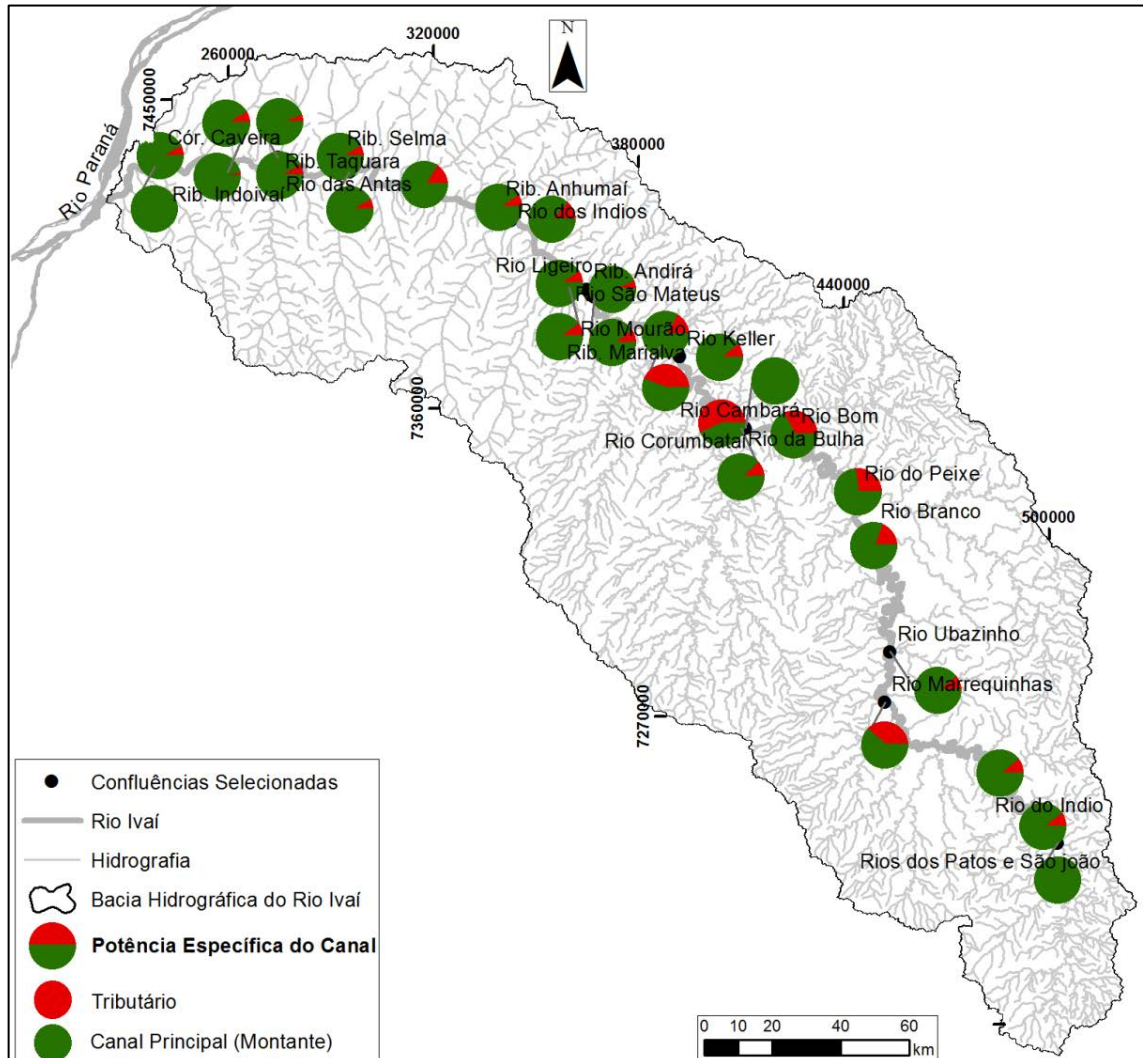 N
320000
260000
7450000
380000
Rio Paraná
Cór. Caveira
Rib. Selma
Rib. Taquara
Rio das Antas
Rib. Indoivaí
Rib. Anhumaí
Rio dos Indios
Rio Ligeiro
Rib. Andirá
Rio São Mateus
440000
Rio Mourão
Rio Keller
Rib. Marialva
7360000
Rio Cambará
Rio Bom
Rio Corumbataí
Rio da Bulha
Rio do Peixe
Rio Branco
500000
Rio Ubazinho
Rio Marrequinhas
7270000
Rio do Indio
Rios dos Patos e São joão
Confluências Selecionadas
Rio Ivaí
Hidrografia
Bacia Hidrográfica do Rio Ivaí
Potência Específica do Canal
Tributário
Canal Principal (Montante)
0 10 20 40 60
km